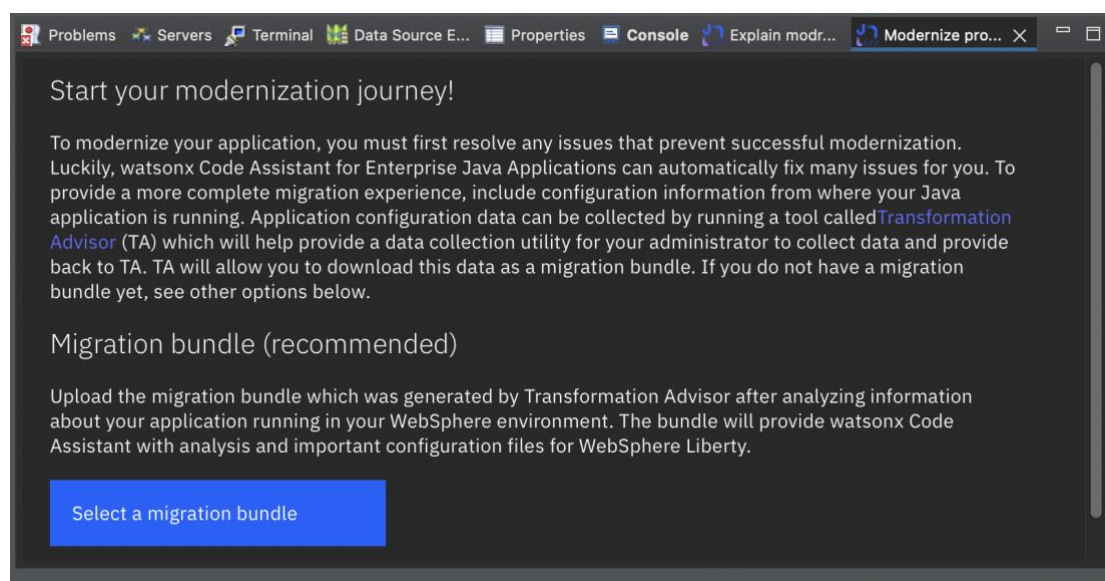 Problems Servers Terminal Data Source E... Properties Console Explain modr... Modernize pro...
Start your modernization journey!
To modernize your application, you must first resolve any issues that prevent successful modernization.
Luckily, watsonx Code Assistant for Enterprise Java Applications can automatically fix many issues for you. To
provide a more complete migration experience, include configuration information from where your Java
application is running. Application configuration data can be collected by running a tool calledTransformation
Advisor (TA) which will help provide a data collection utility for your administrator to collect data and provide
back to TA. TA will allow you to download this data as a migration bundle. If you do not have a migration
bundle yet, see other options below.
Migration bundle (recommended)
Upload the migration bundle which was generated by Transformation Advisor after analyzing information
about your application running in your WebSphere environment. The bundle will provide watsonx Code
Assistant with analysis and important configuration files for WebSphere Liberty.
Select a migration bundle